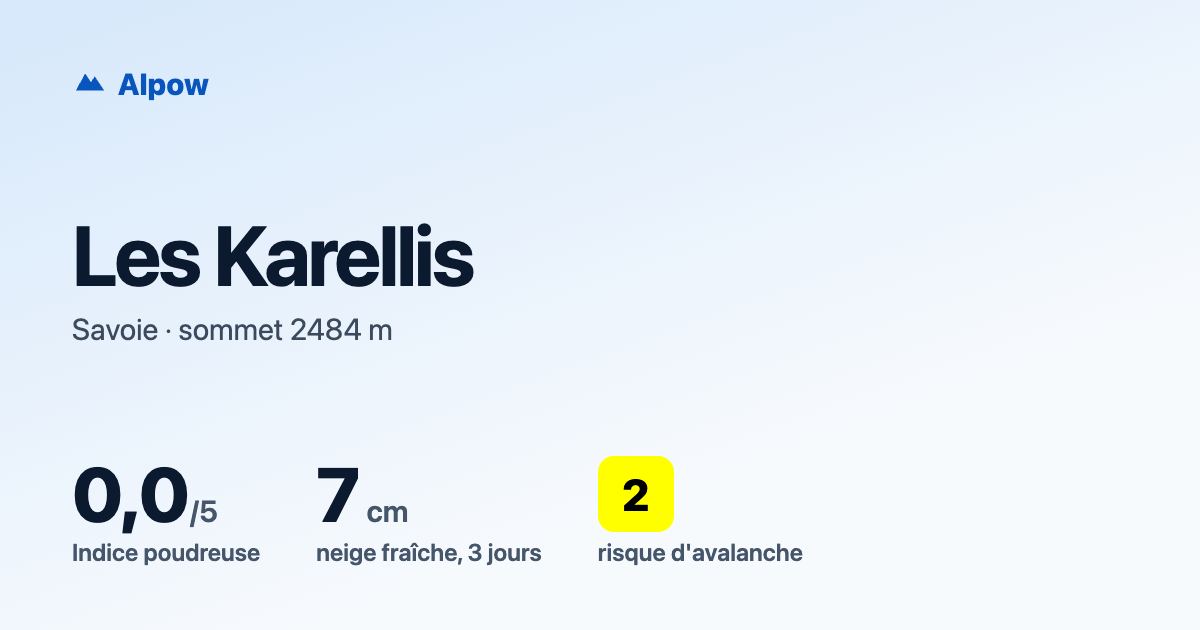 Alpow
Les Karellis
Savoie · sommet 2484 m
0,0/5
Indice poudreuse
7 cm
neige fraîche, 3 jours
2
risque d'avalanche